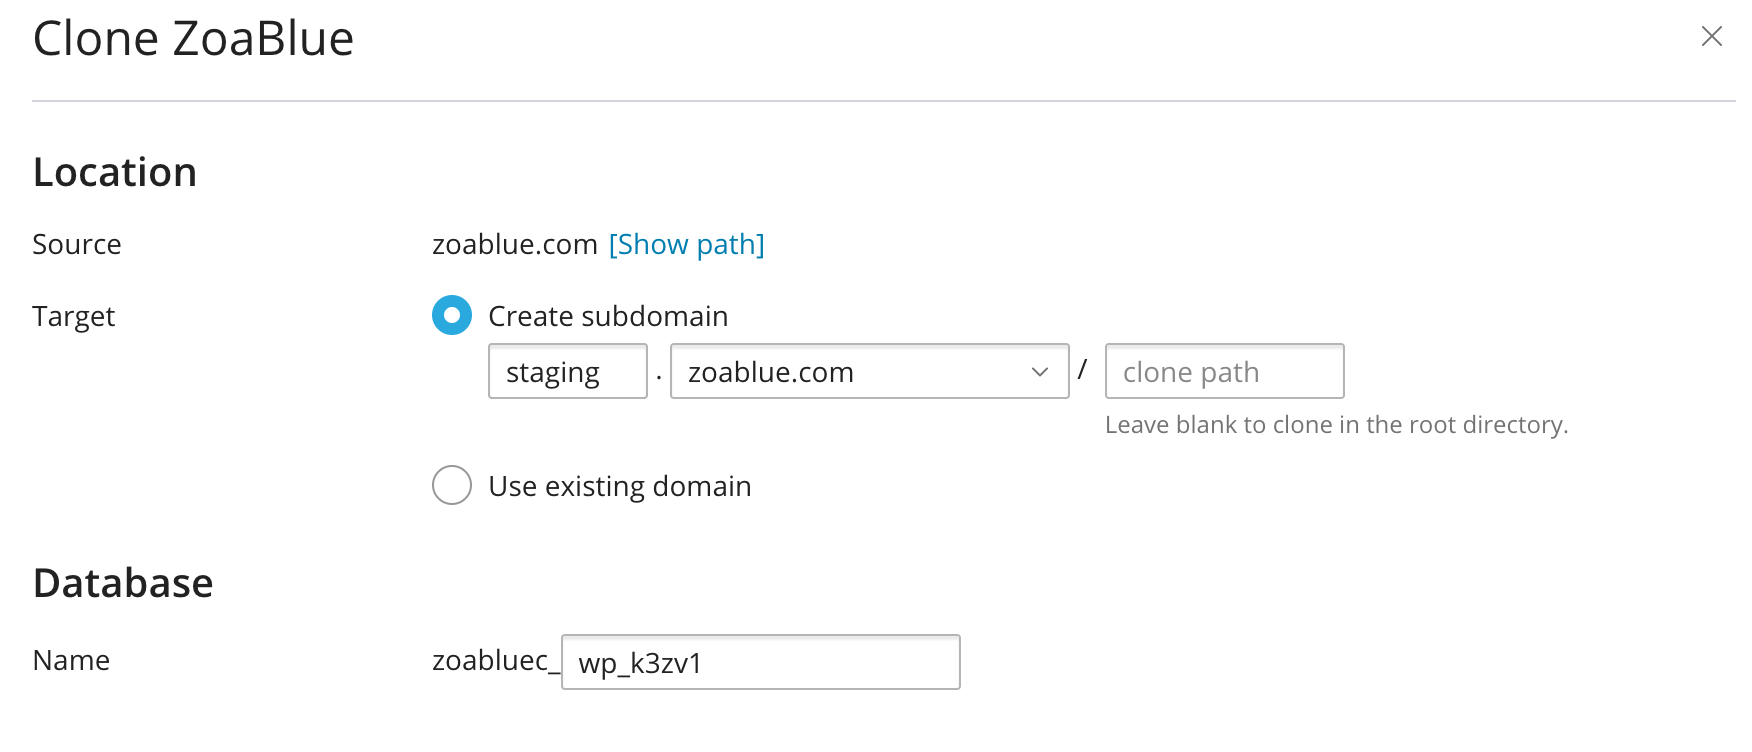 Clone ZoaBlue
Location
Source zoablue.com [Show path]
Target Create subdomain
staging . zoablue.com / clone path
Leave blank to clone in the root directory.
Use existing domain
Database
Name zoabluec_ wp_k3zv1